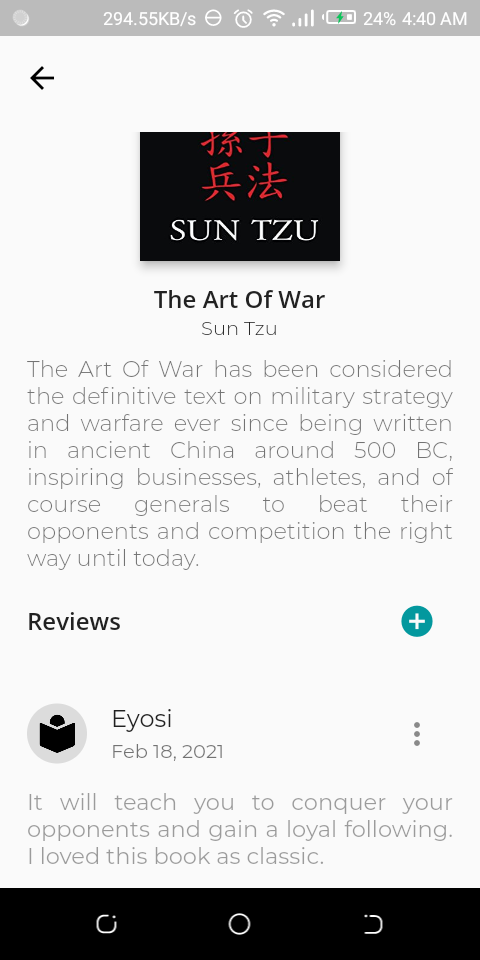 294.55KB/s 24% 4:40 AM
孫子
兵法
SUN TZU
The Art Of War
Sun Tzu
The Art Of War has been considered
the definitive text on military strategy
and warfare ever since being written
in ancient China around 500 BC,
inspiring businesses, athletes, and of
course generals to beat their
opponents and competition the right
way until today.
Reviews
Eyosi
Feb 18, 2021
It will teach you to conquer your
opponents and gain a loyal following.
I loved this book as classic.